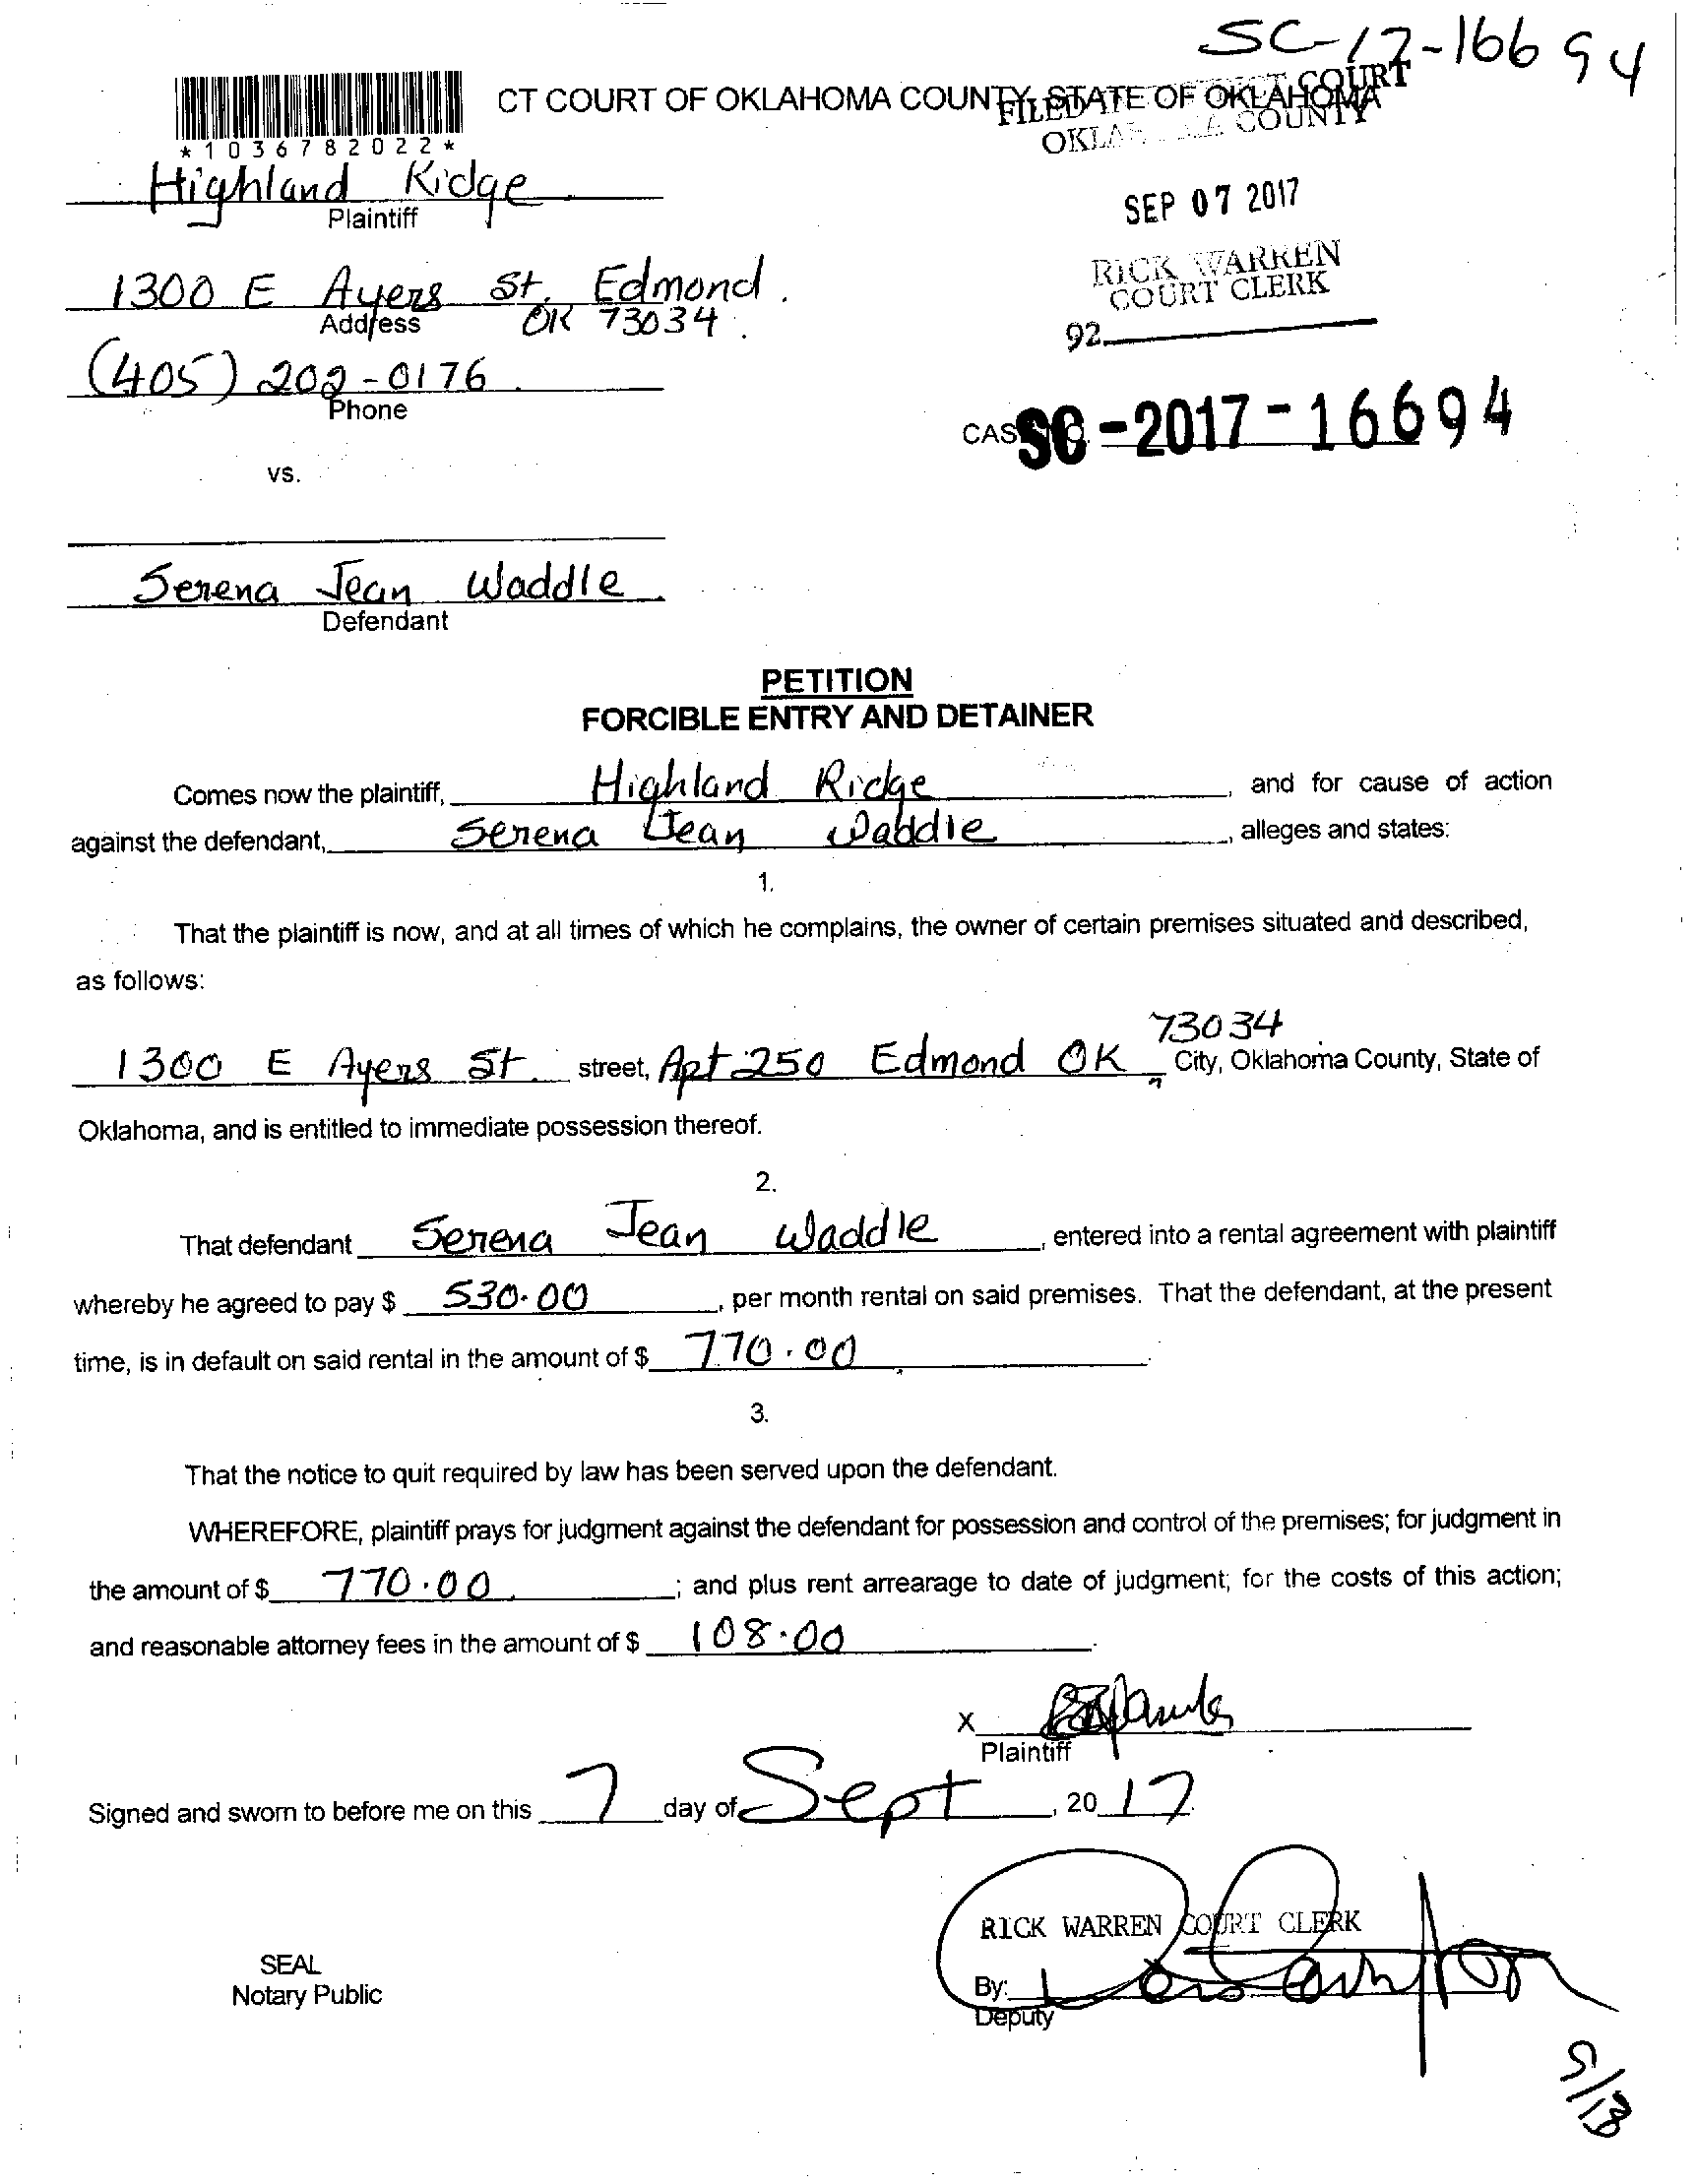 SC-17-16694
CT COURT OF OKLAHOMA COUNTY, STATE OF OKLAHOMA
FILED COURT
COUNTY
*1036782022*
Highland Ridge
Plaintiff
SEP 07 2017
RICK WARREN
COURT CLERK
92
1300 E Ayers St. Edmond.
Address OK 73034
(405) 202-0176
Phone
SC-2017-16694
vs.
Serena Jean Waddle
Defendant
PETITION
FORCIBLE ENTRY AND DETAINER
Comes now the plaintiff, Highland Ridge, and for cause of action
against the defendant, Serena Jean Waddle, alleges and states:
1.
That the plaintiff is now, and at all times of which he complains, the owner of certain premises situated and described,
as follows:
73034
1300 E Ayers St. street, Apt 250 Edmond OK, City, Oklahoma County, State of
Oklahoma, and is entitled to immediate possession thereof.
2.
That defendant Serena Jean Waddle, entered into a rental agreement with plaintiff
whereby he agreed to pay $ 530.00, per month rental on said premises. That the defendant, at the present
time, is in default on said rental in the amount of $ 770.00
3.
That the notice to quit required by law has been served upon the defendant.
WHEREFORE, plaintiff prays for judgment against the defendant for possession and control of the premises; for judgment in
the amount of $ 770.00; and plus rent arrearage to date of judgment; for the costs of this action;
and reasonable attorney fees in the amount of $ 108.00
X
Plaintiff
Signed and sworn to before me on this 7 day of Sept, 2017
RICK WARREN COURT CLERK
SEAL
Notary Public
By:
Deputy